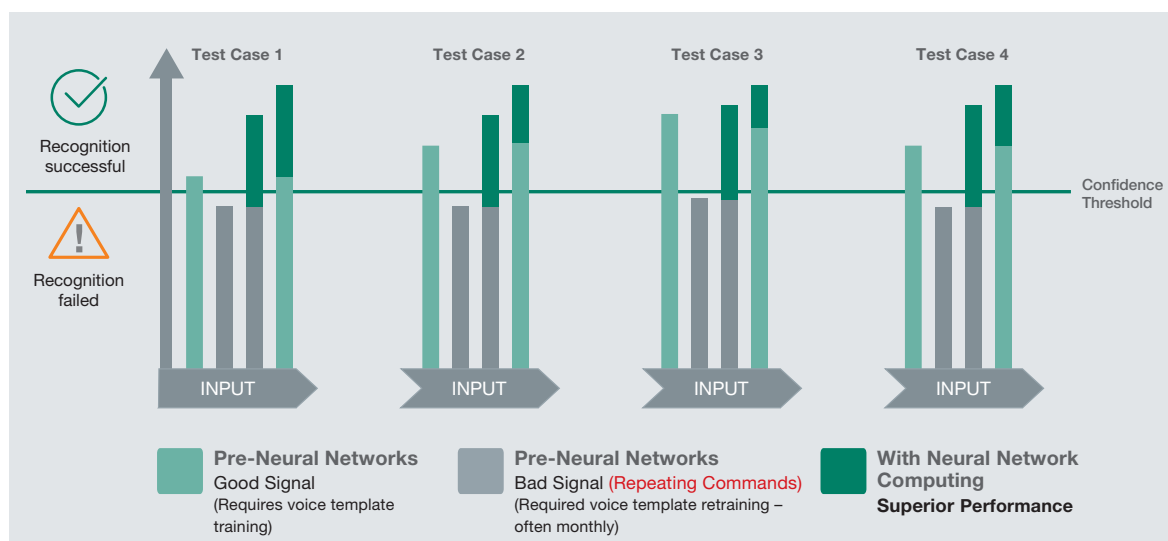 Test Case 1
Test Case 2
Test Case 3
Test Case 4
Recognition
successful
Confidence
Threshold
Recognition
failed
INPUT
INPUT
INPUT
INPUT
Pre-Neural Networks
Good Signal
(Requires voice template
training)
Pre-Neural Networks
Bad Signal (Repeating Commands)
(Required voice template retraining –
often monthly)
With Neural Network
Computing
Superior Performance